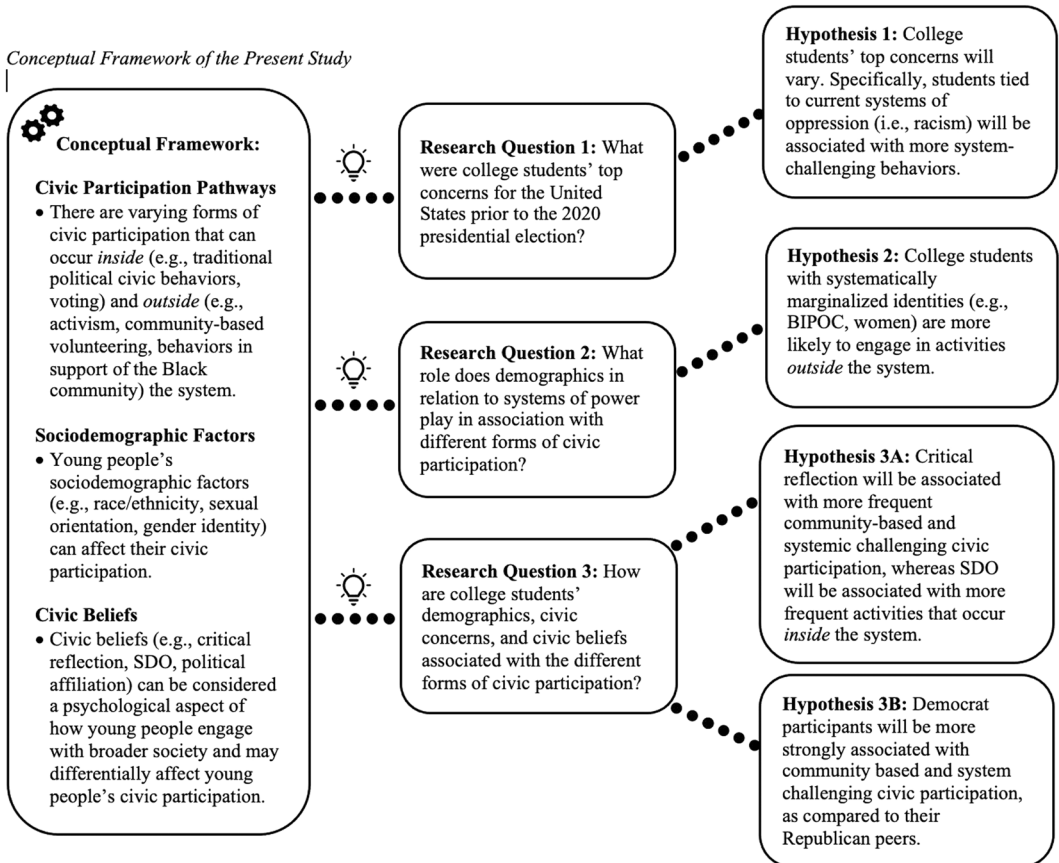 Conceptual Framework of the Present Study
Conceptual Framework:
Civic Participation Pathways
• There are varying forms of
civic participation that can
occur inside (e.g., traditional
political civic behaviors,
voting) and outside (e.g.,
activism, community-based
volunteering, behaviors in
support of the Black
community) the system.
Sociodemographic Factors
• Young people’s
sociodemographic factors
(e.g., race/ethnicity, sexual
orientation, gender identity)
can affect their civic
participation.
Civic Beliefs
• Civic beliefs (e.g., critical
reflection, SDO, political
affiliation) can be considered
a psychological aspect of
how young people engage
with broader society and may
differentially affect young
people’s civic participation.
Research Question 1: What
were college students’ top
concerns for the United
States prior to the 2020
presidential election?
Research Question 2: What
role does demographics in
relation to systems of power
play in association with
different forms of civic
participation?
Research Question 3: How
are college students’
demographics, civic
concerns, and civic beliefs
associated with the different
forms of civic participation?
Hypothesis 1: College
students’ top concerns will
vary. Specifically, students tied
to current systems of
oppression (i.e., racism) will be
associated with more system-
challenging behaviors.
Hypothesis 2: College students
with systematically
marginalized identities (e.g.,
BIPOC, women) are more
likely to engage in activities
outside the system.
Hypothesis 3A: Critical
reflection will be associated
with more frequent
community-based and
systemic challenging civic
participation, whereas SDO
will be associated with more
frequent activities that occur
inside the system.
Hypothesis 3B: Democrat
participants will be more
strongly associated with
community based and system
challenging civic participation,
as compared to their
Republican peers.